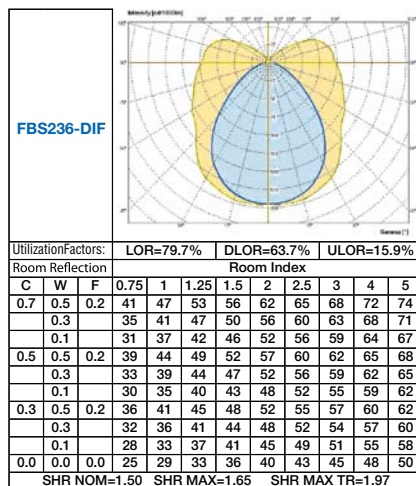 FBS236-DIF
UtilizationFactors: LOR=79.7% DLOR=63.7% ULOR=15.9%
Room Reflection Room Index
C W F 0.75 1 1.25 1.5 2 2.5 3 4 5
0.7 0.5 0.2 41 47 53 56 62 65 68 72 74
0.3 35 41 47 50 56 60 63 68 71
0.1 31 37 42 46 52 56 59 64 67
0.5 0.5 0.2 39 44 49 52 57 60 62 65 68
0.3 33 39 44 47 52 56 59 62 65
0.1 30 35 40 43 48 52 55 59 62
0.3 0.5 0.2 36 41 45 48 52 55 57 60 62
0.3 32 36 41 44 48 52 54 57 60
0.1 28 33 37 41 45 49 51 55 58
0.0 0.0 0.0 25 29 33 36 40 43 45 48 50
SHR NOM=1.50 SHR MAX=1.65 SHR MAX TR=1.97